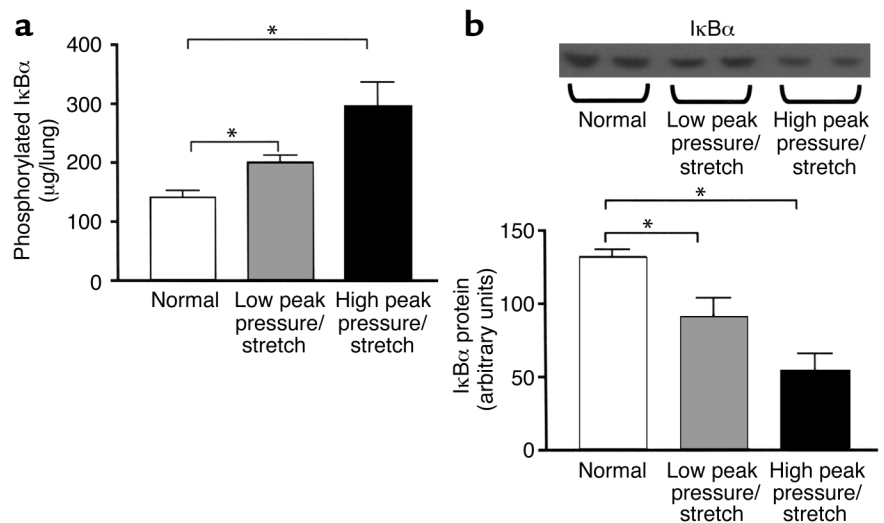 a
Phosphorylated IκBα
(μg/lung)
400
300
200
100
0
*
*
Normal
Low peak
pressure/
stretch
High peak
pressure/
stretch
b
IκBα
Normal
Low peak
pressure/
stretch
High peak
pressure/
stretch
IκBα protein
(arbitrary units)
150
100
50
0
*
*
Normal
Low peak
pressure/
stretch
High peak
pressure/
stretch